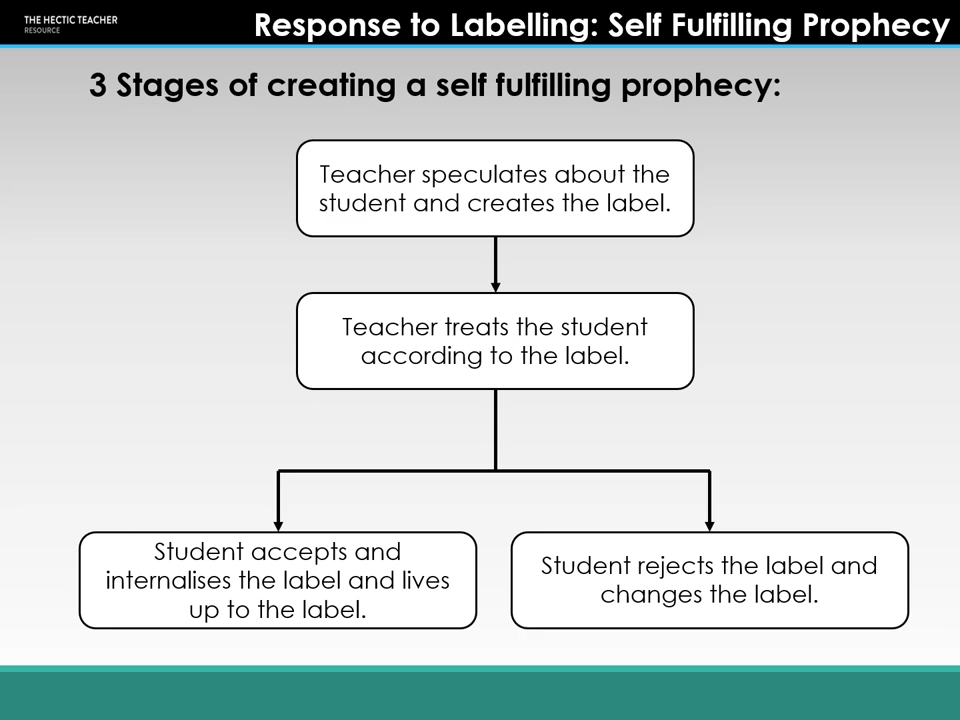 THE HECTIC TEACHER
RESOURCE
Response to Labelling: Self Fulfilling Prophecy
3 Stages of creating a self fulfilling prophecy:
Teacher speculates about the
student and creates the label.
Teacher treats the student
according to the label.
Student accepts and
internalises the label and lives
up to the label.
Student rejects the label and
changes the label.